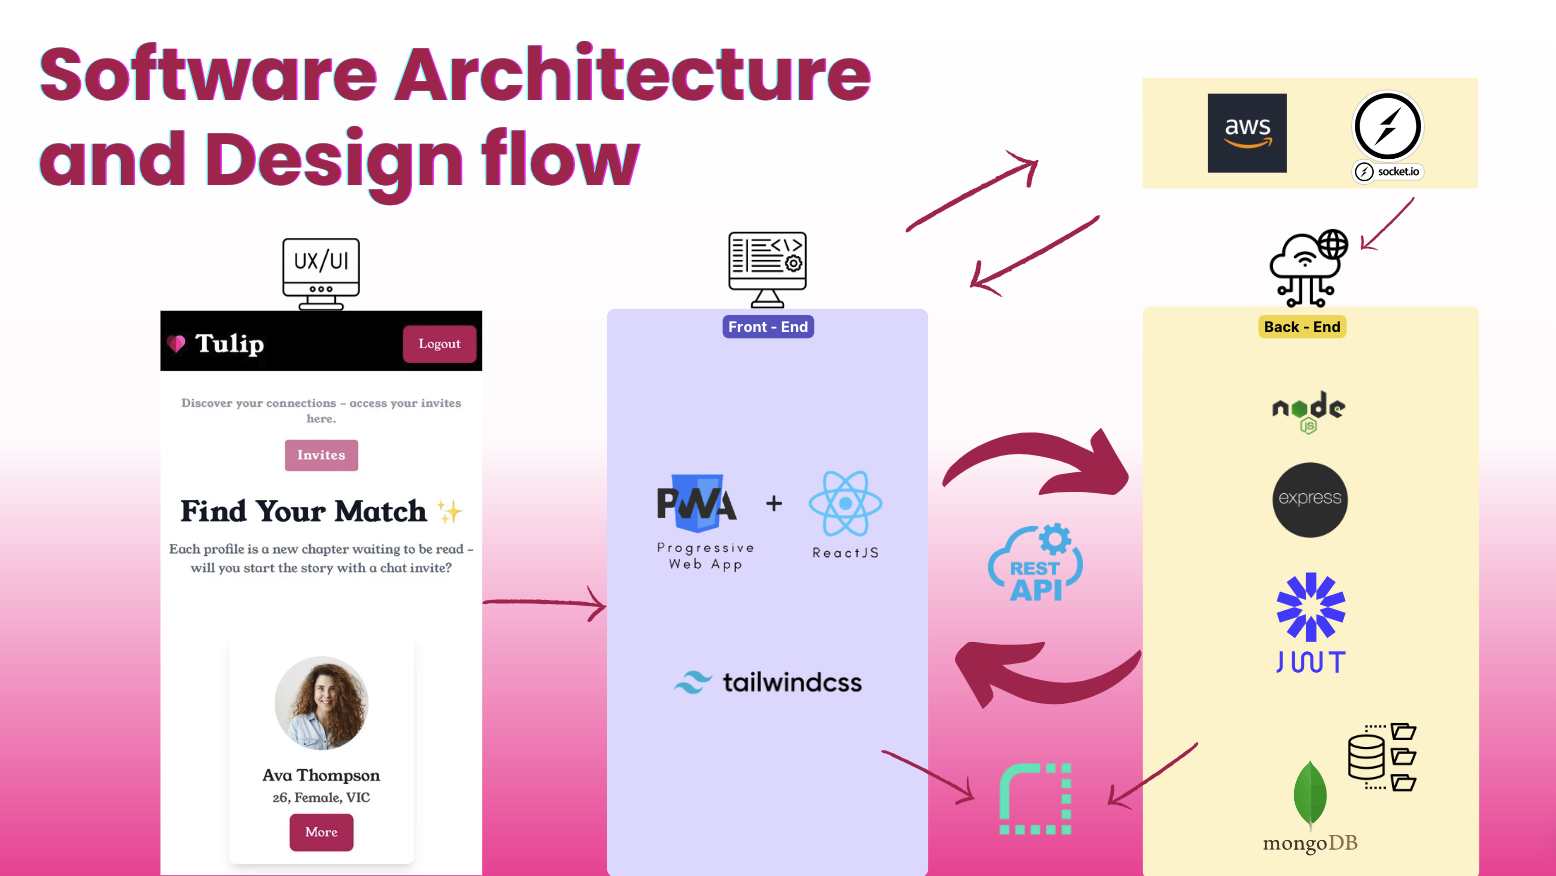 Software Architecture
and Design flow
aws
socket.io
UX/UI
</>
Tulip
Logout
Discover your connections – access your invites
here.
Invites
Find Your Match ✨
Each profile is a new chapter waiting to be read –
will you start the story with a chat invite?
Ava Thompson
26, Female, VIC
More
Front - End
PWA + 
Progressive
Web App
ReactJS
tailwindcss
REST
API
Back - End
node
JS
express
JWT
mongoDB